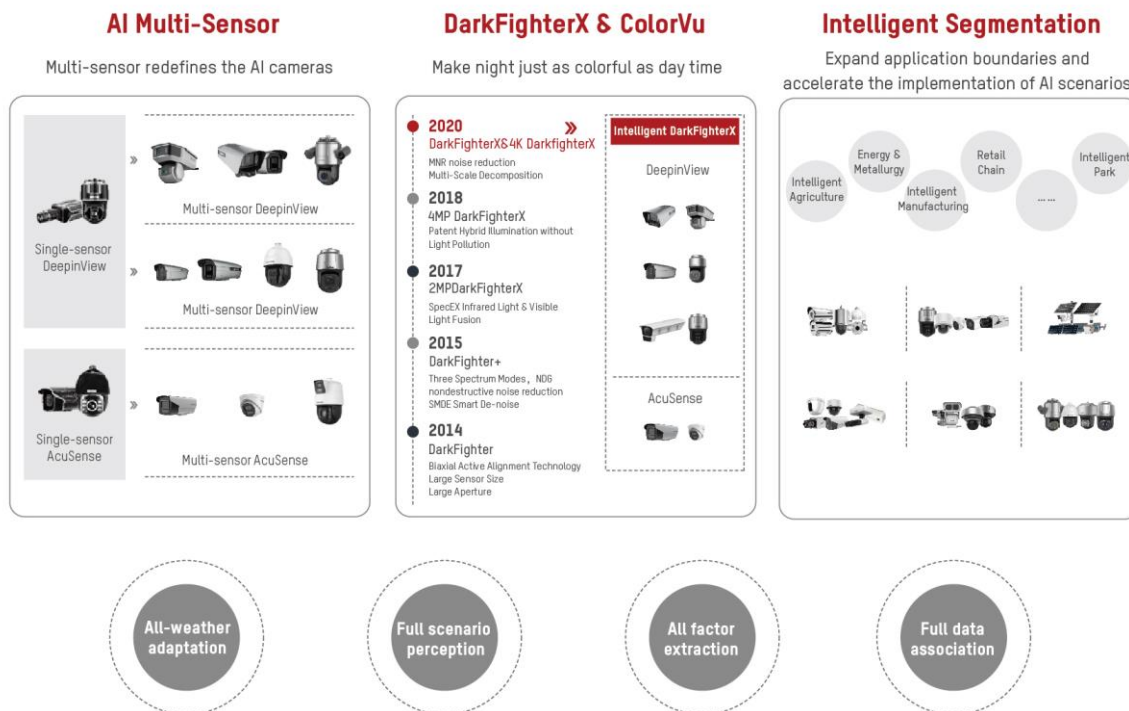 AI Multi-Sensor
Multi-sensor redefines the AI cameras
Single-sensor
DeepinView
Multi-sensor DeepinView
Multi-sensor DeepinView
Single-sensor
AcuSense
Multi-sensor AcuSense
DarkFighterX & ColorVu
Make night just as colorful as day time
2020
DarkFighterX&4K DarkfighterX
MNR noise reduction
Multi-Scale Decomposition
2018
4MP DarkFighterX
Patent Hybrid Illumination without
Light Pollution
2017
2MPDarkFighterX
SpecEX Infrared Light & Visible
Light Fusion
2015
DarkFighter+
Three Spectrum Modes, NDG
nondestructive noise reduction
SMDE Smart De-noise
2014
DarkFighter
Biaxial Active Alignment Technology
Large Sensor Size
Large Aperture
Intelligent DarkFighterX
DeepinView
AcuSense
Intelligent Segmentation
Expand application boundaries and
accelerate the implementation of AI scenarios
Intelligent
Agriculture
Energy &
Metallurgy
Intelligent
Manufacturing
Retail
Chain
......
Intelligent
Park
All-weather
adaptation
Full scenario
perception
All factor
extraction
Full data
association